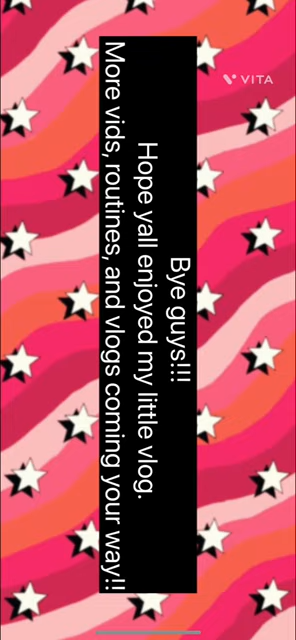 VITA
Bye guys!!!
Hope yall enjoyed my little vlog.
More vids, routines, and vlogs coming your way!!